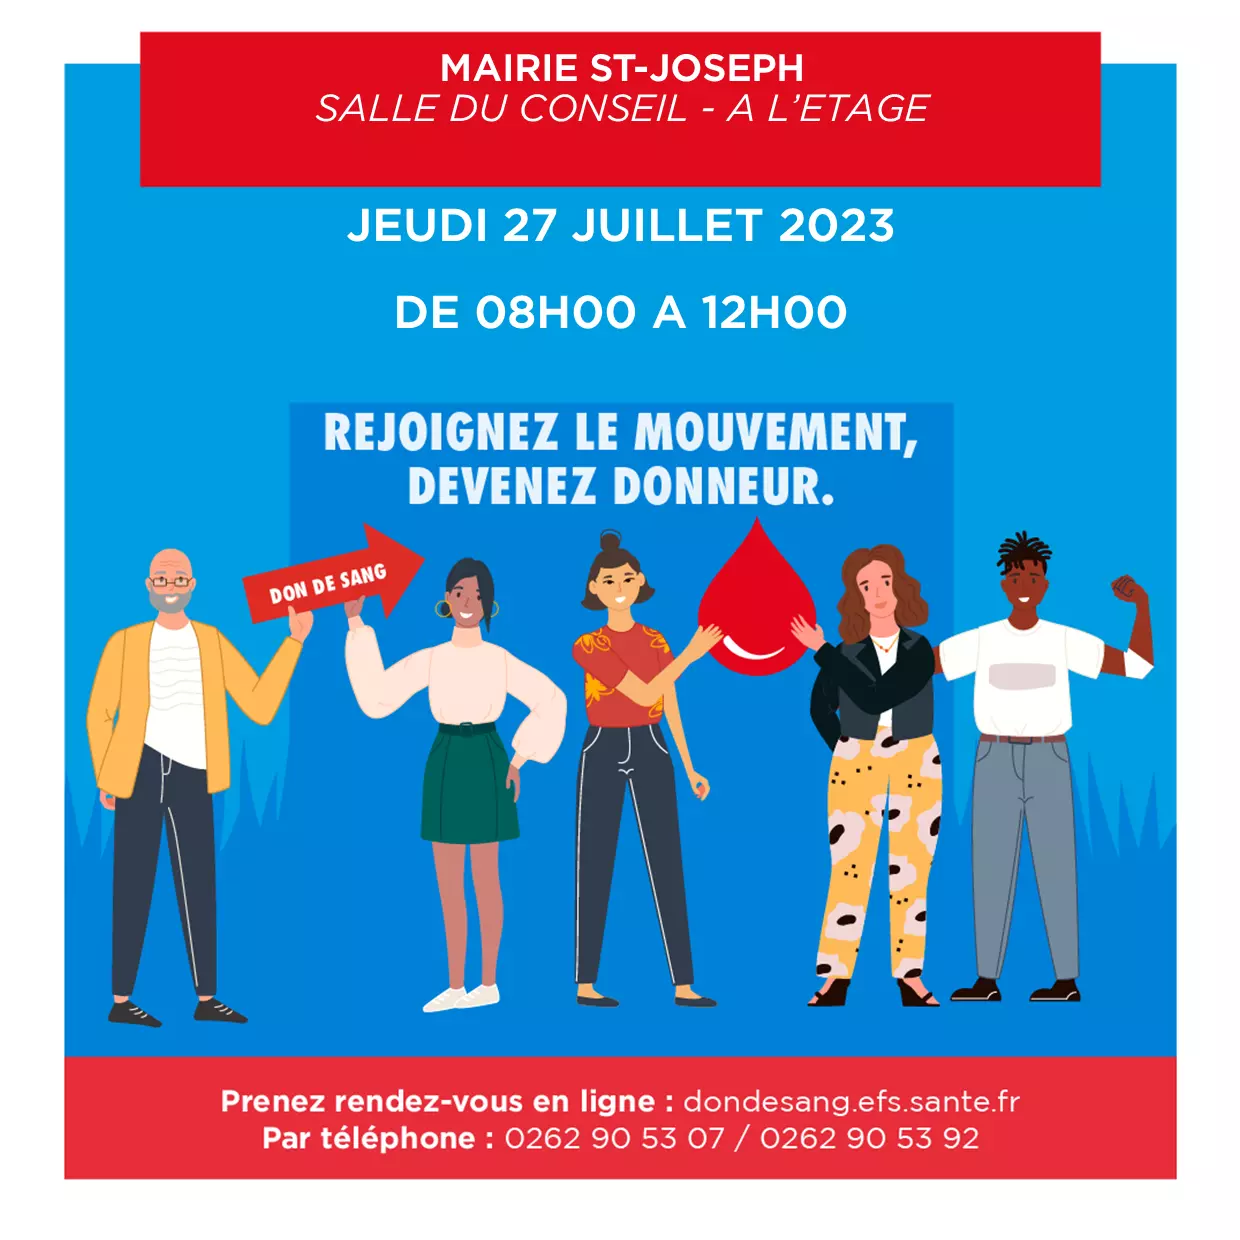 MAIRIE ST-JOSEPH
SALLE DU CONSEIL - A L'ETAGE
JEUDI 27 JUILLET 2023
DE 08H00 A 12H00
REJOIGNEZ LE MOUVEMENT,
DEVENEZ DONNEUR.
DON DE SANG
Prenez rendez-vous en ligne : dondesang.efs.sante.fr
Par téléphone : 0262 90 53 07 / 0262 90 53 92